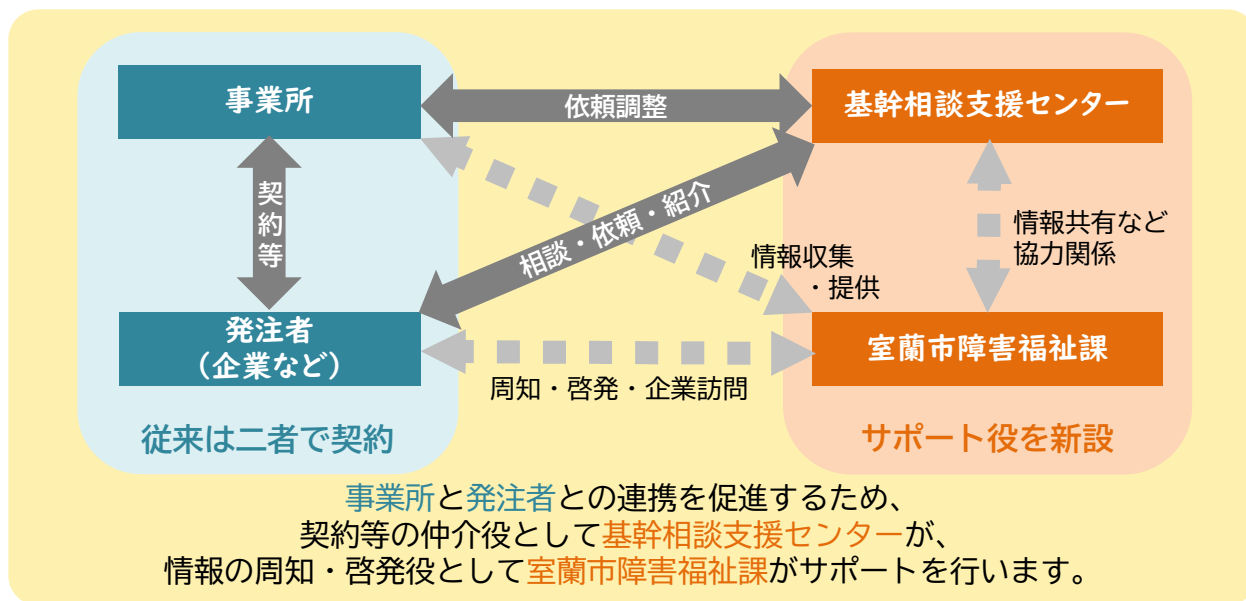 事業所
依頼調整
基幹相談支援センター
契約等
相談・依頼・紹介
情報収集
・提供
情報共有など
協力関係
発注者
(企業など)
周知・啓発・企業訪問
室蘭市障害福祉課
従来は二者で契約
サポート役を新設
事業所と発注者との連携を促進するため、
契約等の仲介役として基幹相談支援センターが、
情報の周知・啓発役として室蘭市障害福祉課がサポートを行います。